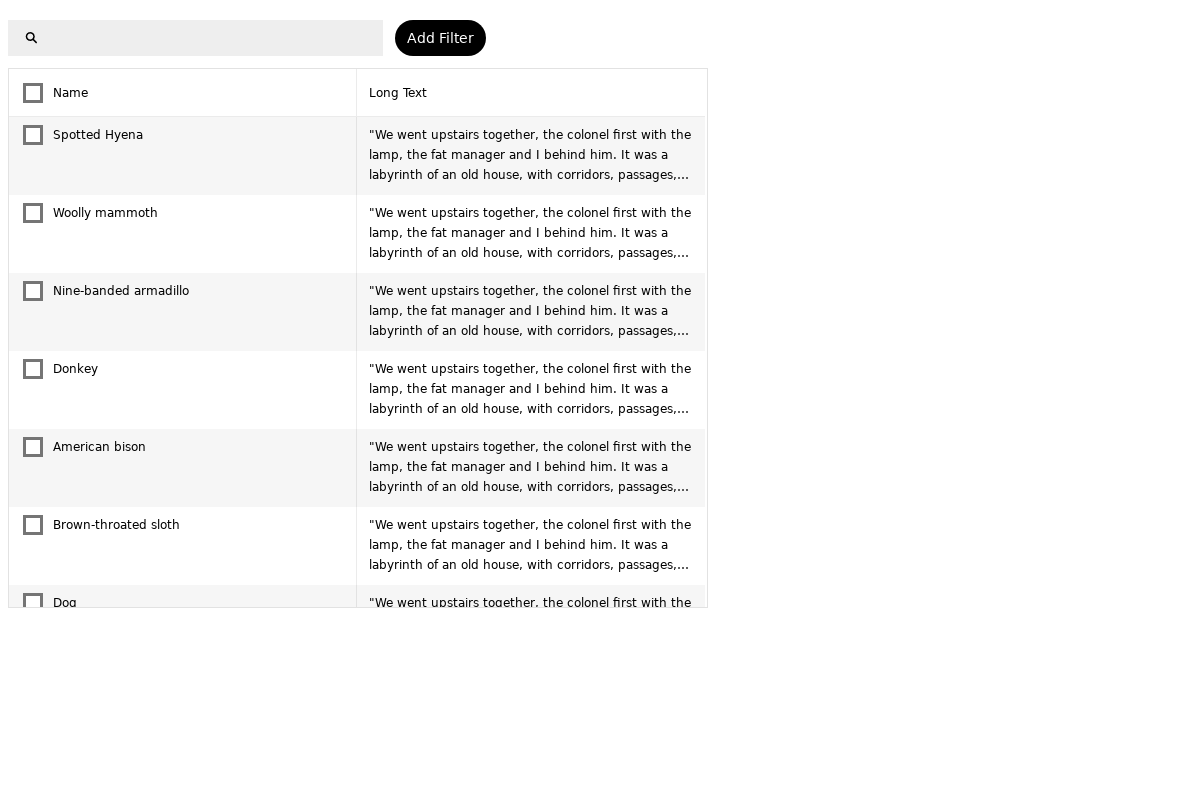 Add Filter
Name
Long Text
Spotted Hyena
"We went upstairs together, the colonel first with the
lamp, the fat manager and I behind him. It was a
labyrinth of an old house, with corridors, passages,...
Woolly mammoth
"We went upstairs together, the colonel first with the
lamp, the fat manager and I behind him. It was a
labyrinth of an old house, with corridors, passages,...
Nine-banded armadillo
"We went upstairs together, the colonel first with the
lamp, the fat manager and I behind him. It was a
labyrinth of an old house, with corridors, passages,...
Donkey
"We went upstairs together, the colonel first with the
lamp, the fat manager and I behind him. It was a
labyrinth of an old house, with corridors, passages,...
American bison
"We went upstairs together, the colonel first with the
lamp, the fat manager and I behind him. It was a
labyrinth of an old house, with corridors, passages,...
Brown-throated sloth
"We went upstairs together, the colonel first with the
lamp, the fat manager and I behind him. It was a
labyrinth of an old house, with corridors, passages,...
Dog
"We went upstairs together, the colonel first with the